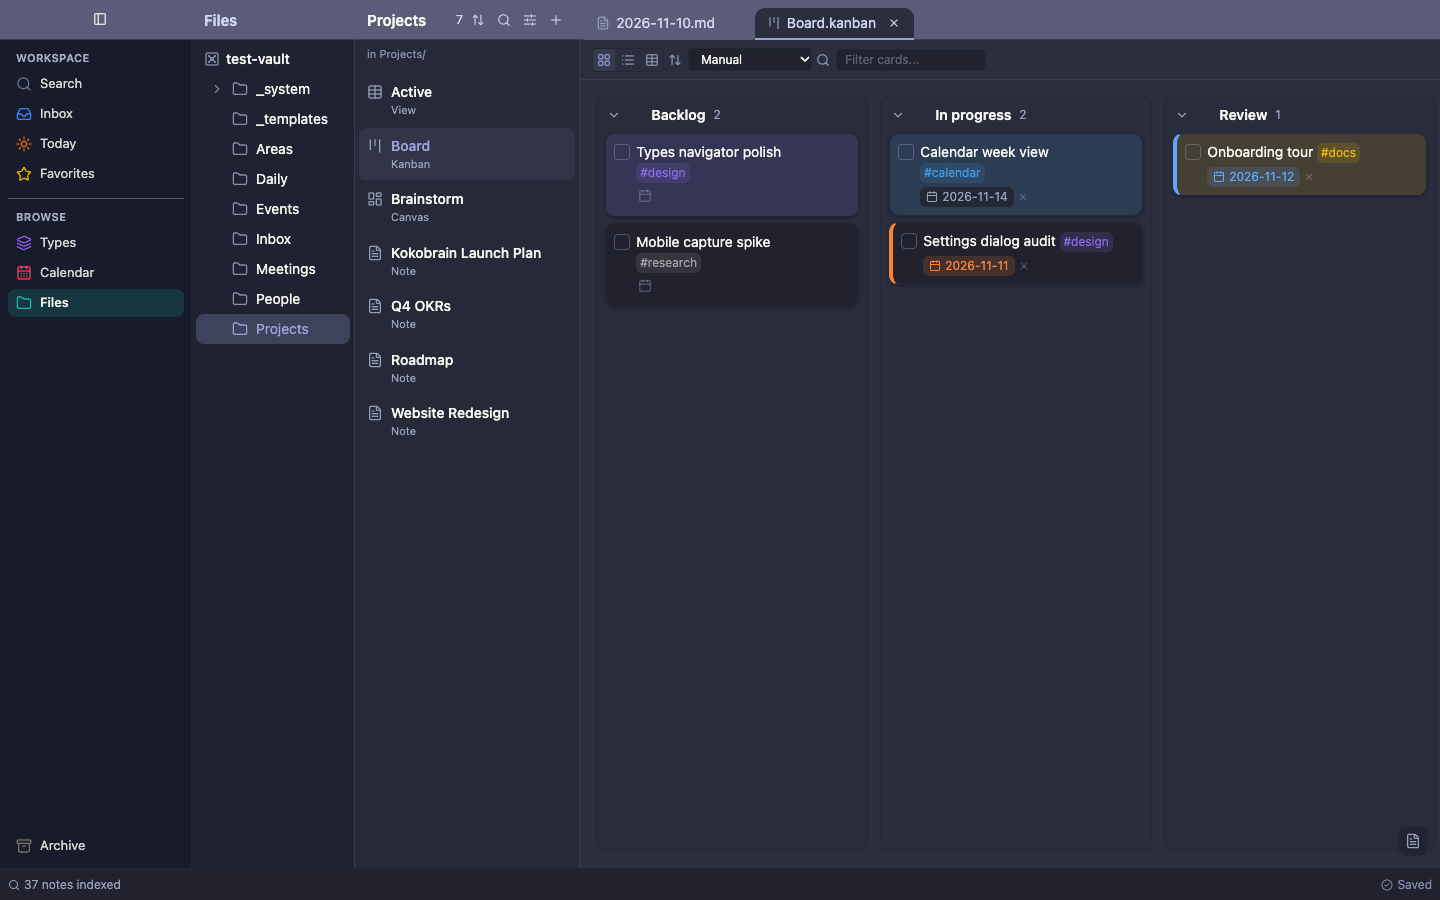 Files
Projects
7
2026-11-10.md
Board.kanban
WORKSPACE
Search
Inbox
Today
Favorites
BROWSE
Types
Calendar
Files
Archive
test-vault
_system
_templates
Areas
Daily
Events
Inbox
Meetings
People
Projects
in Projects/
Active
View
Board
Kanban
Brainstorm
Canvas
Kokobrain Launch Plan
Note
Q4 OKRs
Note
Roadmap
Note
Website Redesign
Note
Manual
Filter cards...
Backlog 2
Types navigator polish
#design
Mobile capture spike
#research
In progress 2
Calendar week view
#calendar
2026-11-14 ×
Settings dialog audit #design
2026-11-11 ×
Review 1
Onboarding tour #docs
2026-11-12 ×
37 notes indexed
Saved